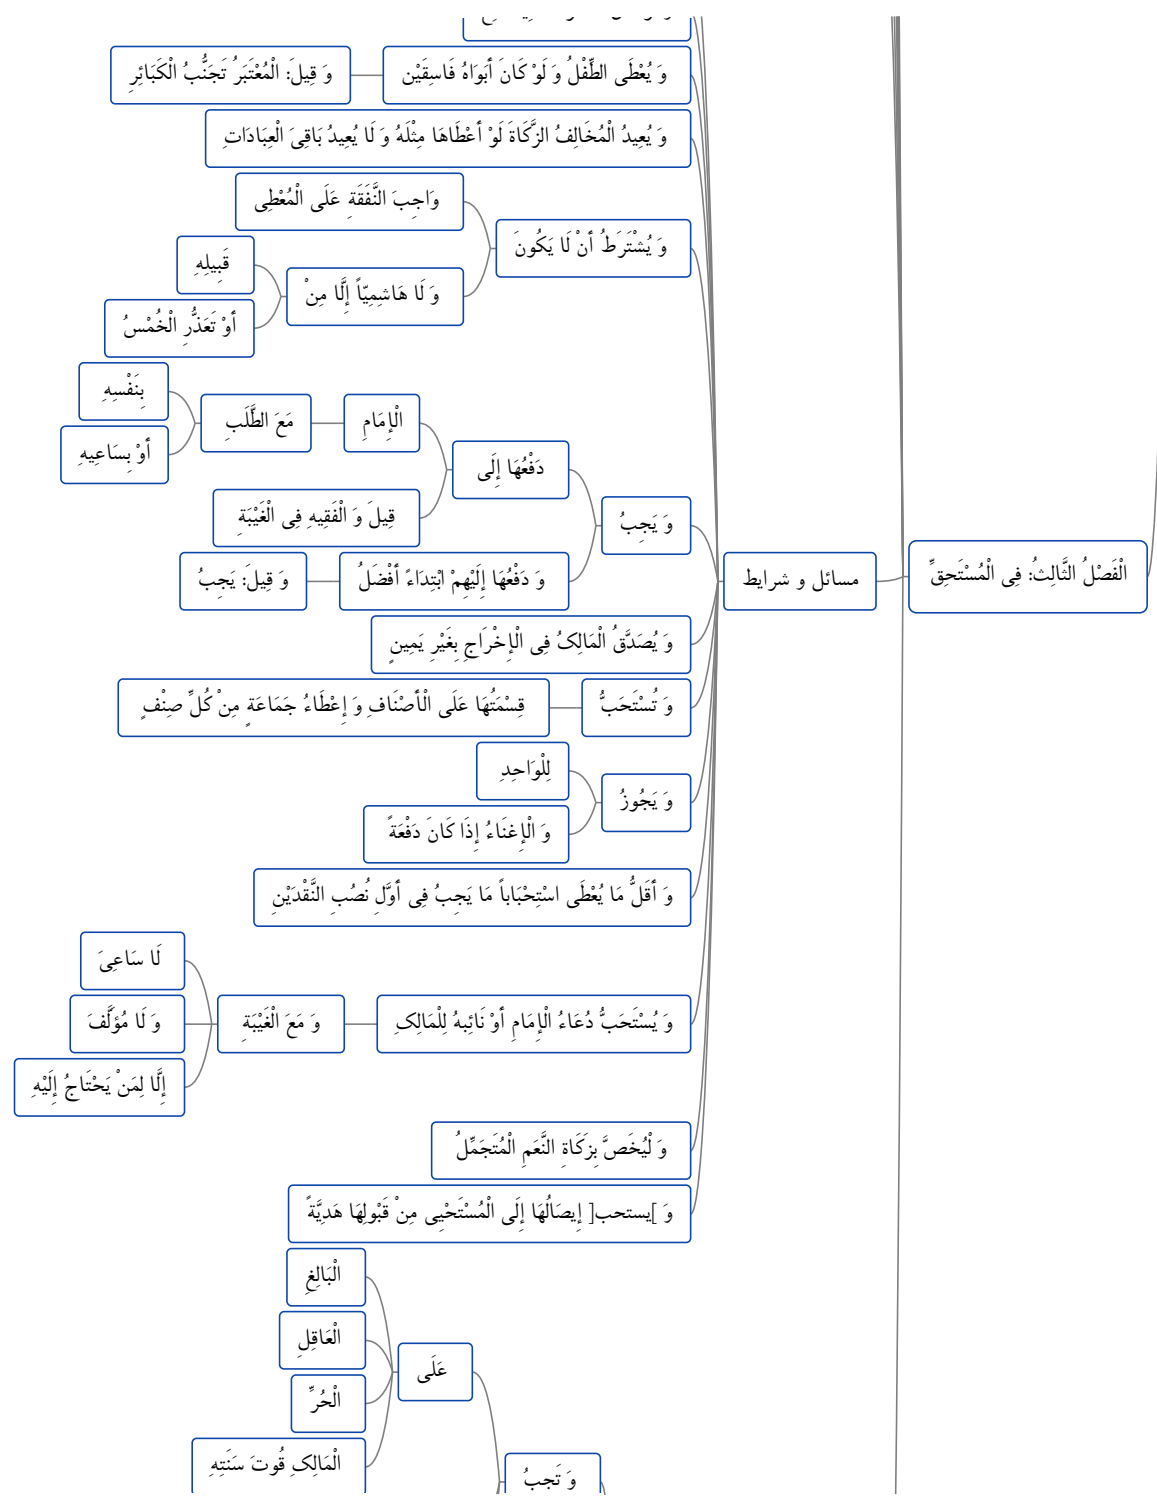 الْفَصْلُ الثَّالِثُ: فِی الْمُسْتَحِقِّ
مسائل و شرایط
وَ يُعْطَى الطِّفْلُ وَ لَوْ كَانَ أَبَوَاهُ فَاسِقَيْنِ
وَ قِيلَ: الْمُعْتَبَرُ تَجَنُّبُ الْكَبَائِرِ
وَ يُعِيدُ الْمُخَالِفُ الزَّكَاةَ لَوْ أَعْطَاهَا مِثْلَهُ وَ لَا يُعِيدُ بَاقِیَ الْعِبَادَاتِ
وَ يُشْتَرَطُ أَنْ لَا يَكُونَ
وَاجِبَ النَّفَقَةِ عَلَى الْمُعْطِی
وَ لَا هَاشِمِيّاً إِلَّا مِنْ
قَبِيلِهِ
أَوْ تَعَذُّرِ الْخُمْسُ
وَ يَجِبُ
دَفْعُهَا إِلَى
الْإِمَامِ
مَعَ الطَّلَبِ
بِنَفْسِهِ
أَوْ بِسَاعِيهِ
قِيلَ وَ الْفَقِيهِ فِی الْغَيْبَةِ
وَ دَفْعُهَا إِلَيْهِمْ ابْتِدَاءً أَفْضَلُ
وَ قِيلَ: يَجِبُ
وَ يُصَدَّقُ الْمَالِکُ فِی الْإِخْرَاجِ بِغَيْرِ يَمِينٍ
وَ تُسْتَحَبُّ
قِسْمَتُهَا عَلَى الْأَصْنَافِ وَ إِعْطَاءُ جَمَاعَةٍ مِنْ كُلِّ صِنْفٍ
وَ يَجُوزُ
لِلْوَاحِدِ
وَ الْإِغنَاءُ إِذَا كَانَ دَفْعَةً
وَ أَقَلُّ مَا يُعْطَى اسْتِحْبَاباً مَا يَجِبُ فِی أَوَّلِ نُصُبِ النَّقْدَيْنِ
وَ يُسْتَحَبُّ دُعَاءُ الْإِمَامِ أَوْ نَائِبهُ لِلْمَالِکِ
وَ مَعَ الْغَيْبَةِ
لَا سَاعِیَ
وَ لَا مُؤَلَّفَ
إِلَّا لِمَنْ يَحْتَاجُ إِلَيْهِ
وَ لْيُخَصَّ بِزَكَاةِ النَّعَمِ الْمُتَجَمِّلُ
وَ ]يستحب[ إِيصَالُهَا إِلَى الْمُسْتَحْيِی مِنْ قَبْولِهَا هَدِيَّةً
وَ تَجبُ
عَلَى
الْبَالِغِ
الْعَاقِلِ
الْحُرِّ
الْمَالِکِ قُوتَ سَنَتِهِ